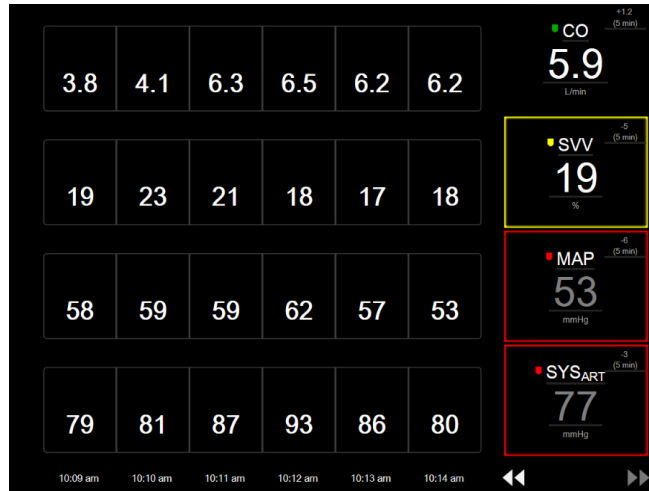 +1.2
(5 min)
CO
5.9
L/min
3.8 4.1 6.3 6.5 6.2 6.2
-5
(5 min)
SVV
19
%
19 23 21 18 17 18
-6
(5 min)
MAP
53
mmHg
58 59 59 62 57 53
-3
(5 min)
SYSART
77
mmHg
79 81 87 93 86 80
10:09 am 10:10 am 10:11 am 10:12 am 10:13 am 10:14 am